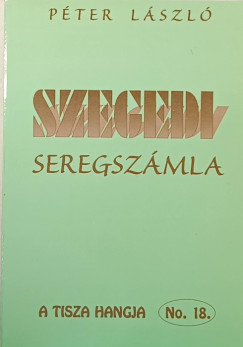 PÉTER LÁSZLÓ
SZEGEDI
SEREGSZÁMLA
A TISZA HANGJA No. 18.